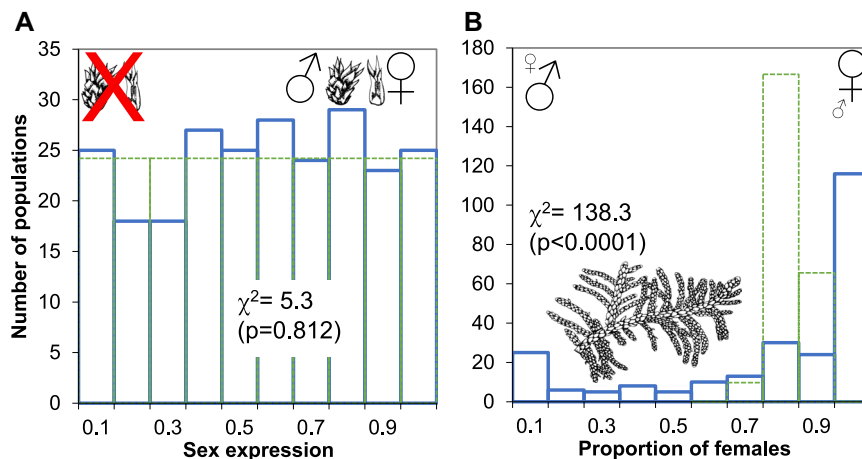 A
Number of populations
35
30
25
20
15
10
5
0
χ²= 5.3
(p=0.812)
0.1 0.3 0.5 0.7 0.9
Sex expression
B
180
160
140
120
100
80
60
40
20
0
χ²= 138.3
(p<0.0001)
0.1 0.3 0.5 0.7 0.9
Proportion of females